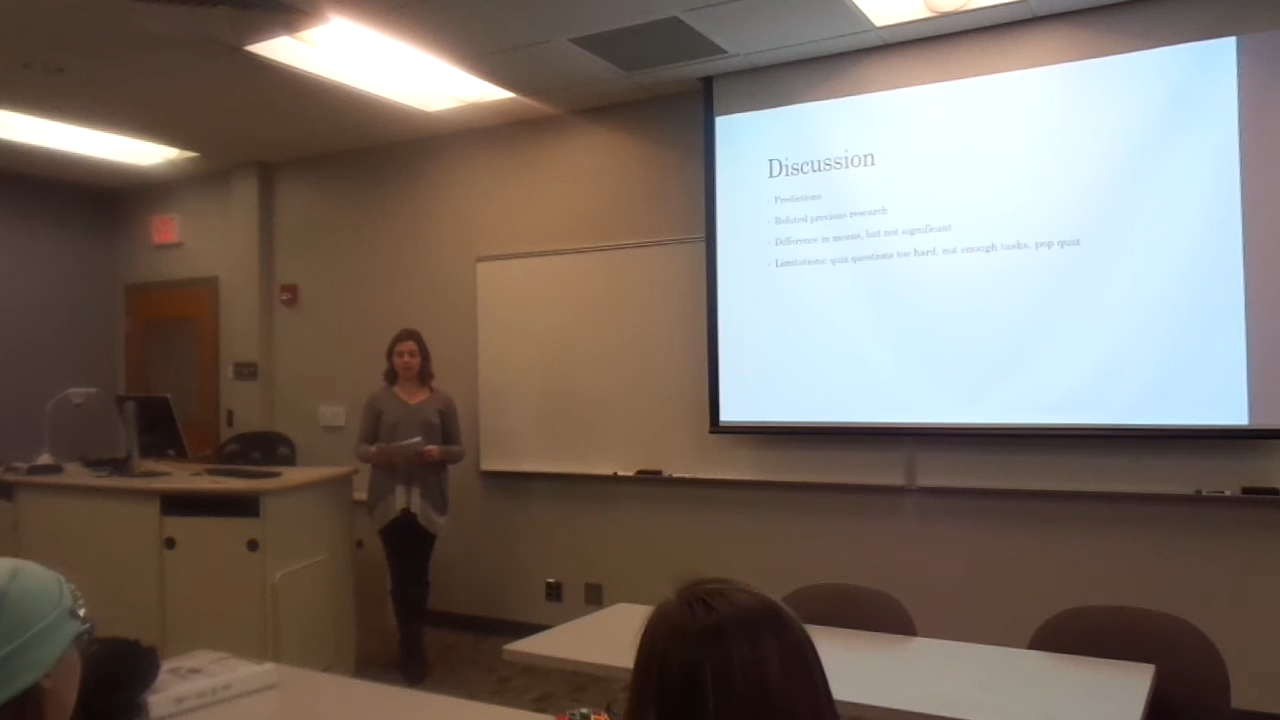 Discussion
Predictions
Refuted previous research
Difference in means, but not significant
Limitations: quiz questions too hard, not enough tasks, pop quiz